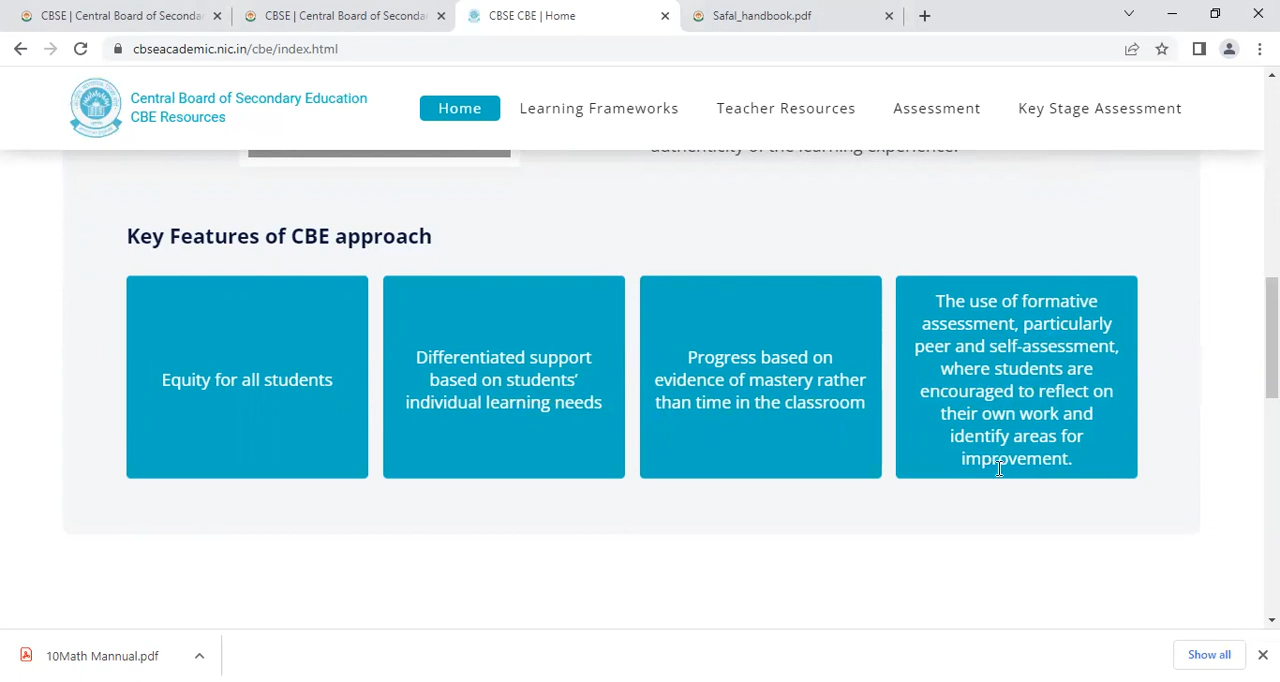 CBSE | Central Board of Seconda
CBSE | Central Board of Seconda
CBSE CBE | Home
Safal_handbook.pdf
cbseacademic.nic.in/cbe/index.html
Central Board of Secondary Education
CBE Resources
Home
Learning Frameworks
Teacher Resources
Assessment
Key Stage Assessment
authenticity of the learning experience.
Key Features of CBE approach
Equity for all students
Differentiated support
based on students’
individual learning needs
Progress based on
evidence of mastery rather
than time in the classroom
The use of formative
assessment, particularly
peer and self-assessment,
where students are
encouraged to reflect on
their own work and
identify areas for
improvement.
10Math Mannual.pdf
Show all